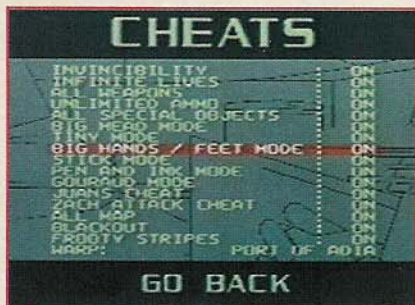 CHEATS
INVINCIBILITY : ON
INFINITE LIVES : ON
ALL WEAPONS : ON
UNLIMITED AMMO : ON
ALL SPECIAL OBJECTS : ON
BIG HEAD MODE : ON
TINY MODE : ON
BIG HANDS / FEET MODE : ON
STICK MODE : ON
PEN AND INK MODE : ON
GOURAUD MODE : ON
JUANS CHEAT : ON
ZACH ATTACK CHEAT : ON
ALL MAP : ON
BLACKOUT : ON
FROOTY STRIPES : ON
WARP: PORT OF ADIA
GO BACK